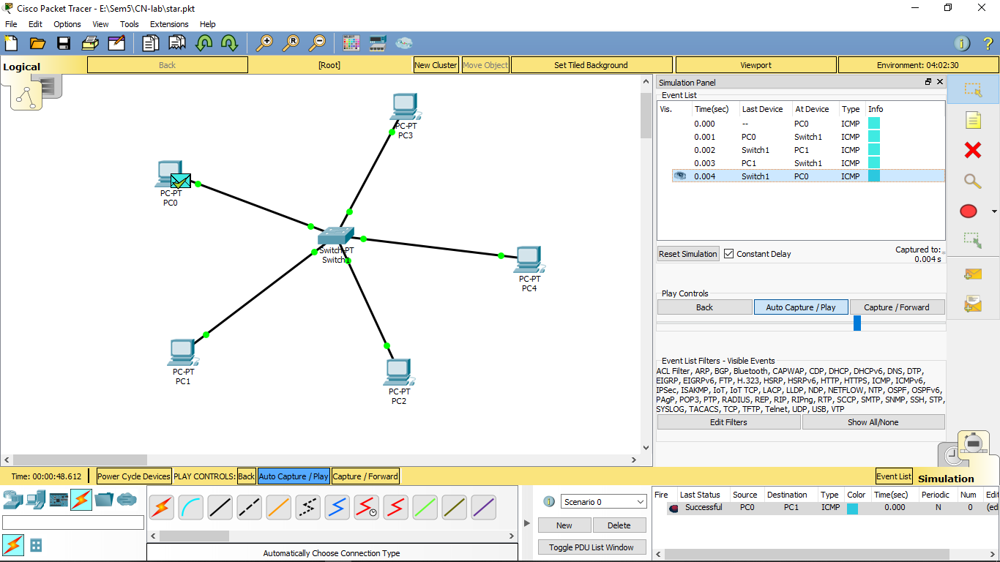 Cisco Packet Tracer - E:\Sem5\CN-lab\star.pkt
File Edit Options View Tools Extensions Help
Logical
Back
[Root]
New Cluster
Move Object
Set Tiled Background
Viewport
Environment: 04:02:30
PC-PT
PC3
PC-PT
PC0
Switch-PT
Switch1
PC-PT
PC4
PC-PT
PC1
PC-PT
PC2
Simulation Panel
Event List
Vis. Time(sec) Last Device At Device Type Info
0.000 -- PC0 ICMP
0.001 PC0 Switch1 ICMP
0.002 Switch1 PC1 ICMP
0.003 PC1 Switch1 ICMP
0.004 Switch1 PC0 ICMP
Reset Simulation
Constant Delay
Captured to: *
0.004 s
Play Controls
Back
Auto Capture / Play
Capture / Forward
Event List Filters - Visible Events
ACL Filter, ARP, BGP, Bluetooth, CAPWAP, CDP, DHCP, DHCPv6, DNS, DTP,
EIGRP, EIGRPv6, FTP, H.323, HSRP, HSRPv6, HTTP, HTTPS, ICMP, ICMPv6,
IPSec, ISAKMP, IoT, IoT TCP, LACP, LLDP, NDP, NETFLOW, NTP, OSPF, OSPFv6,
PAgP, POP3, PTP, RADIUS, REP, RIP, RIPng, RTP, SCCP, SMTP, SNMP, SSH, STP,
SYSLOG, TACACS, TCP, TFTP, Telnet, UDP, USB, VTP
Edit Filters
Show All/None
Time: 00:00:48.612
Power Cycle Devices
PLAY CONTROLS:
Back
Auto Capture / Play
Capture / Forward
Event List
Simulation
Automatically Choose Connection Type
Scenario 0
New
Delete
Toggle PDU List Window
Fire Last Status Source Destination Type Color Time(sec) Periodic Num Edit
Successful PC0 PC1 ICMP 0.000 N 0 (ed